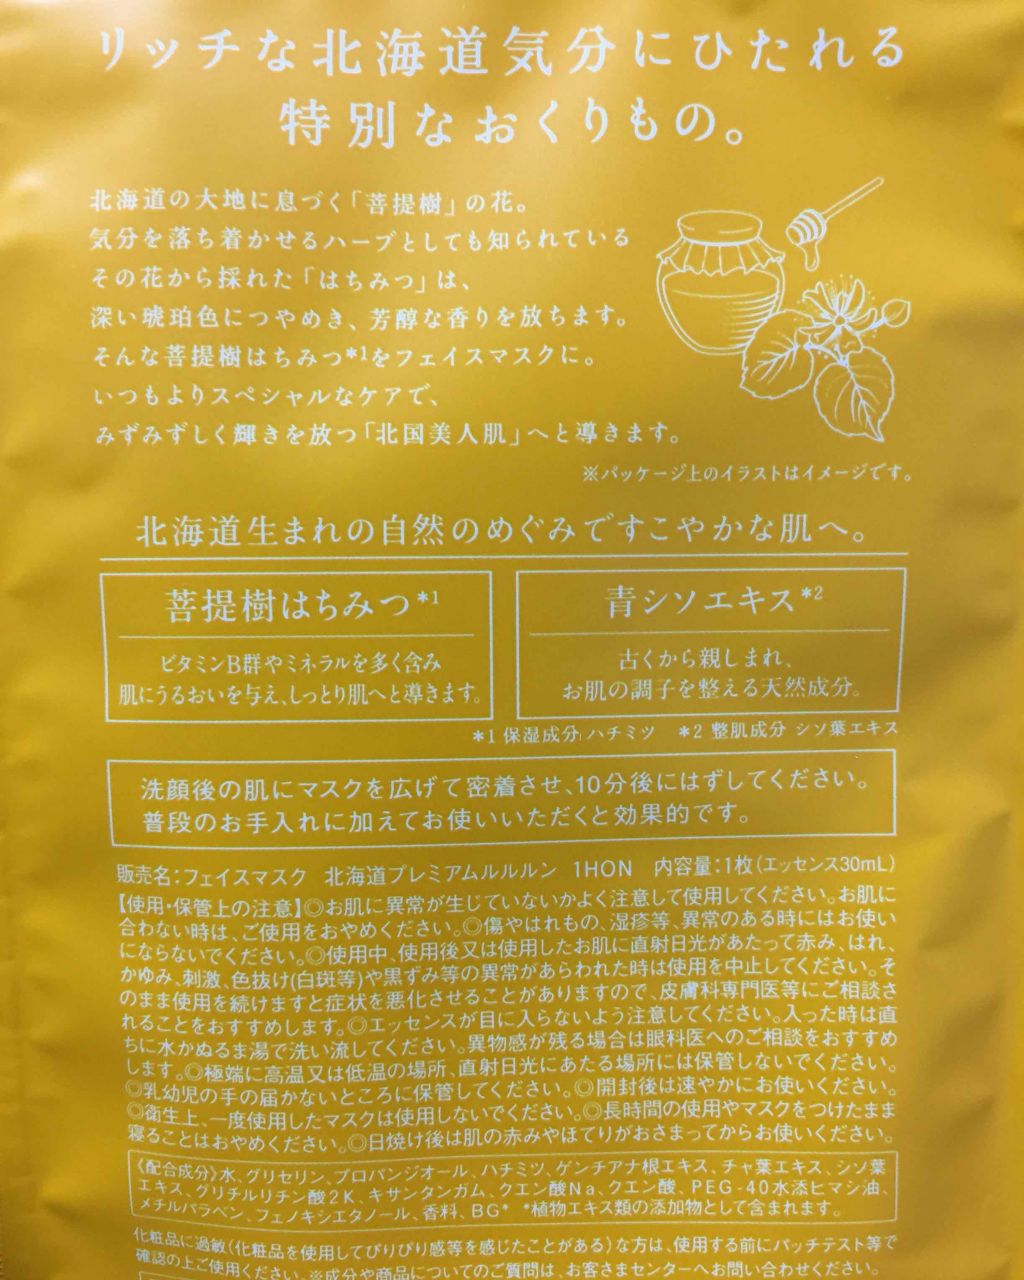 リッチな北海道気分にひたれる
特別なおくりもの。
北海道の大地に息づく「菩提樹」の花。
気分を落ち着かせるハーブとしても知られている
その花から採れた「はちみつ」は、
深い琥珀色につやめき、芳醇な香りを放ちます。
そんな菩提樹はちみつ*1をフェイスマスクに。
いつもよりスペシャルなケアで、
みずみずしく輝きを放つ「北国美人肌」へと導きます。
※パッケージ上のイラストはイメージです。
北海道生まれの自然のめぐみですこやかな肌へ。
菩提樹はちみつ*1
ビタミンB群やミネラルを多く含み
肌にうるおいを与え、しっとり肌へと導きます。
青シソエキス*2
古くから親しまれ、
お肌の調子を整える天然成分。
*1 保湿成分:ハチミツ *2 整肌成分 シソ葉エキス
洗顔後の肌にマスクを広げて密着させ、10分後にはずしてください。
普段のお手入れに加えてお使いいただくと効果的です。
販売名：フェイスマスク 北海道プレミアムルルルン 1HON 内容量：1枚（エッセンス30mL）
【使用・保管上の注意】◎お肌に異常が生じていないかよく注意して使用してください。お肌に
合わない時は、ご使用をおやめください。◎傷やはれもの、湿疹等、異常のある時にはお使い
にならないでください。◎使用中、使用後又は使用したお肌に直射日光があたって赤み、はれ、
かゆみ、刺激、色抜け(白斑等)や黒ずみ等の異常があらわれた時は使用を中止してください。そ
のまま使用を続けますと症状を悪化させることがありますので、皮膚科専門医等にご相談さ
れることをおすすめします。◎エッセンスが目に入らないよう注意してください。入った時は直
ちに水かぬるま湯で洗い流してください。異物感が残る場合は眼科医へのご相談をおすすめ
します。◎極端に高温又は低温の場所、直射日光にあたる場所には保管しないでください。
◎乳幼児の手の届かないところに保管してください。◎開封後は速やかにお使いください。
◎衛生上、一度使用したマスクは使用しないでください。◎長時間の使用やマスクをつけたまま
寝ることはおやめください。◎日焼け後は肌の赤みやほてりがおさまってからお使いください。
《配合成分》水、グリセリン、プロパンジオール、ハチミツ、ゲンチアナ根エキス、チャ葉エキス、シソ葉
エキス、グリチルリチン酸2K、キサンタンガム、クエン酸Na、クエン酸、PEG-40水添ヒマシ油、
メチルパラベン、フェノキシエタノール、香料、BG* *植物エキス類の添加物として含まれます。
化粧品に過敏（化粧品を使用してぴりぴり感等を感じたことがある）な方は、使用する前にパッチテスト等で
確認の上ご使用ください。※成分や商品についてのご質問は、お客さまセンターへお問い合わせください。